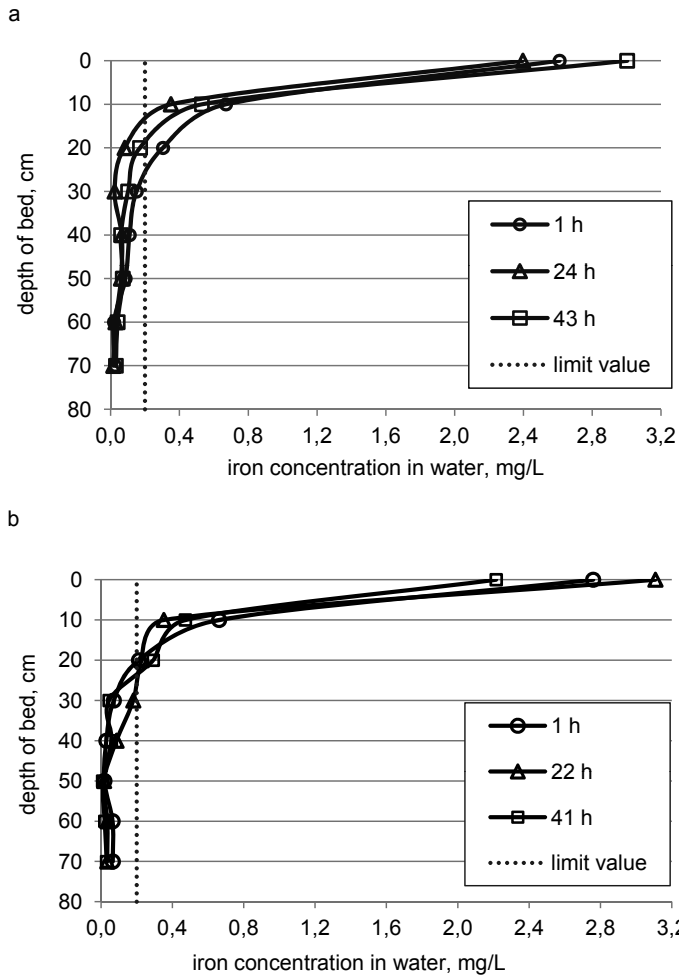 a
0
10
20
30
40
50
60
70
80
depth of bed, cm
1 h
24 h
43 h
limit value
0,0 0,4 0,8 1,2 1,6 2,0 2,4 2,8 3,2
iron concentration in water, mg/L
b
0
10
20
30
40
50
60
70
80
depth of bed, cm
1 h
22 h
41 h
limit value
0,0 0,4 0,8 1,2 1,6 2,0 2,4 2,8 3,2
iron concentration in water, mg/L